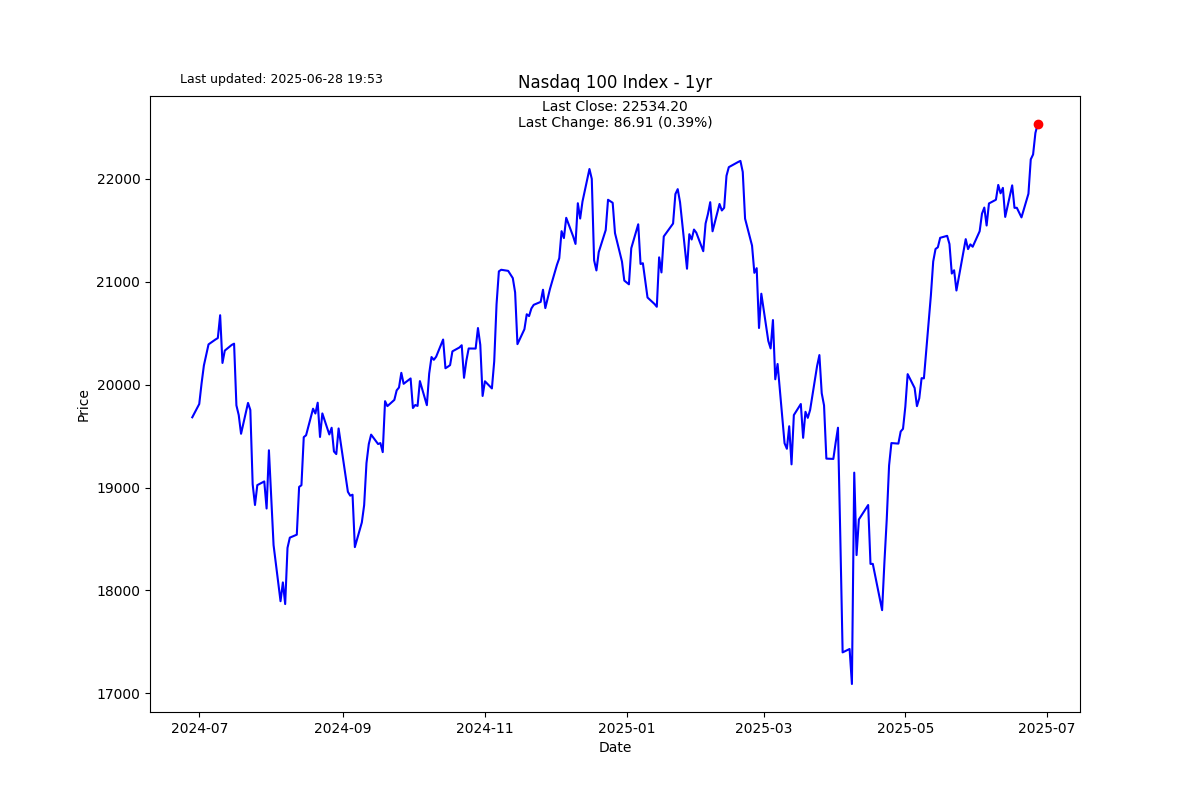 Last updated: 2025-06-28 19:53
Nasdaq 100 Index - 1yr
Last Close: 22534.20
Last Change: 86.91 (0.39%)
Price
22000
21000
20000
19000
18000
17000
2024-07
2024-09
2024-11
2025-01
2025-03
2025-05
2025-07
Date